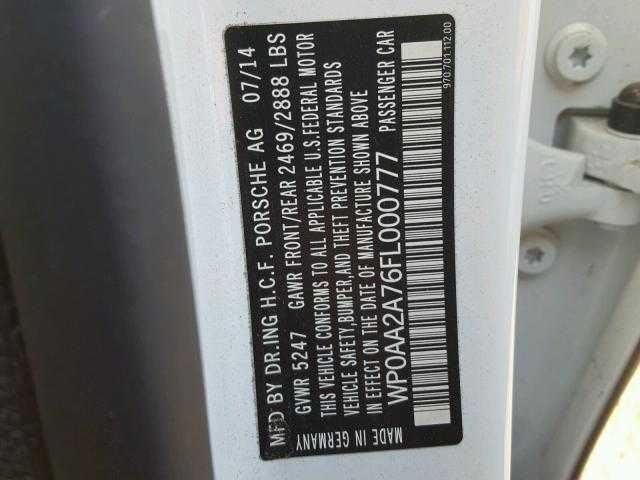 MFD BY DR.ING H.C.F. PORSCHE AG 07/14
GVWR 5247 GAWR FRONT/REAR 2469/2888 LBS
THIS VEHICLE CONFORMS TO ALL APPLICABLE U.S.FEDERAL MOTOR
VEHICLE SAFETY,BUMPER,AND THEFT PREVENTION STANDARDS
IN EFFECT ON THE DATE OF MANUFACTURE SHOWN ABOVE
WP0AA2A76FL000777 PASSENGER CAR
MADE IN GERMANY
970.701.112.00